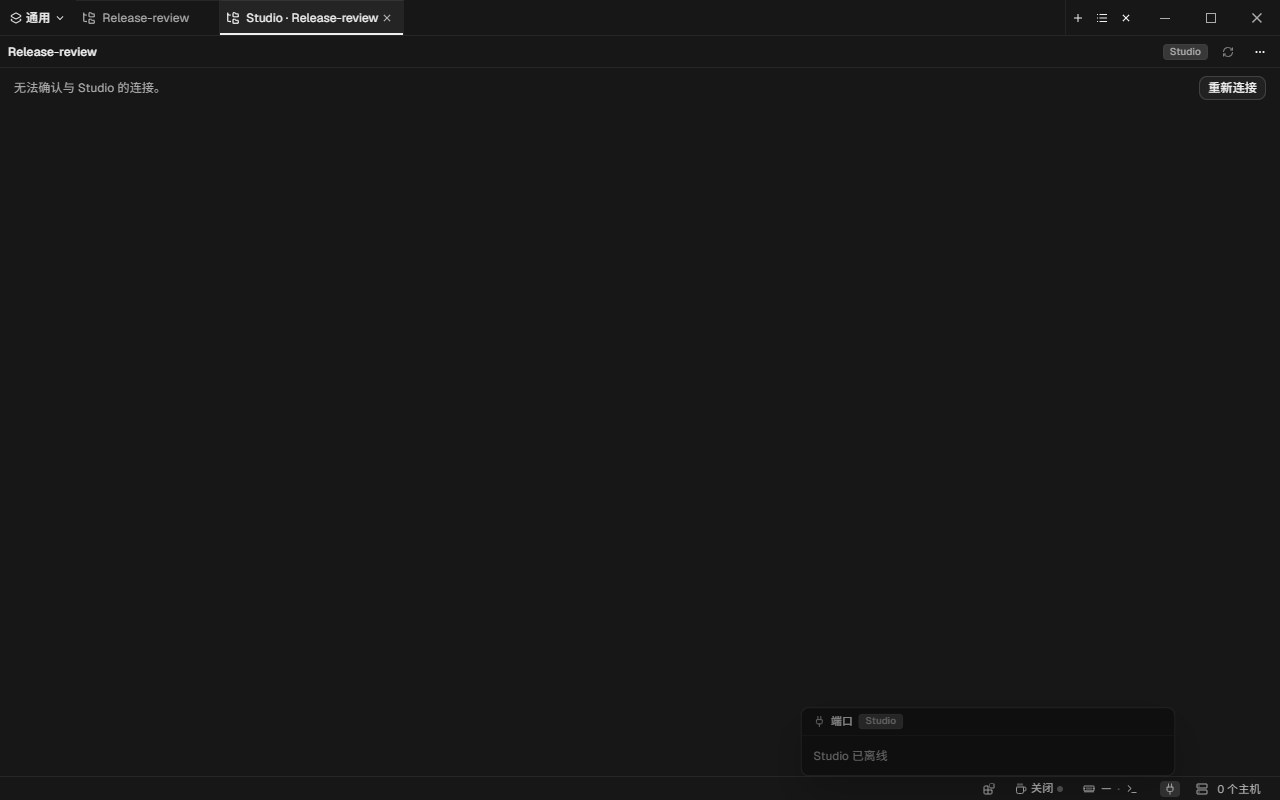 通用
Release-review
Studio · Release-review
Release-review
Studio
无法确认与 Studio 的连接。
重新连接
端口
Studio
Studio 已离线
关闭
0 个主机